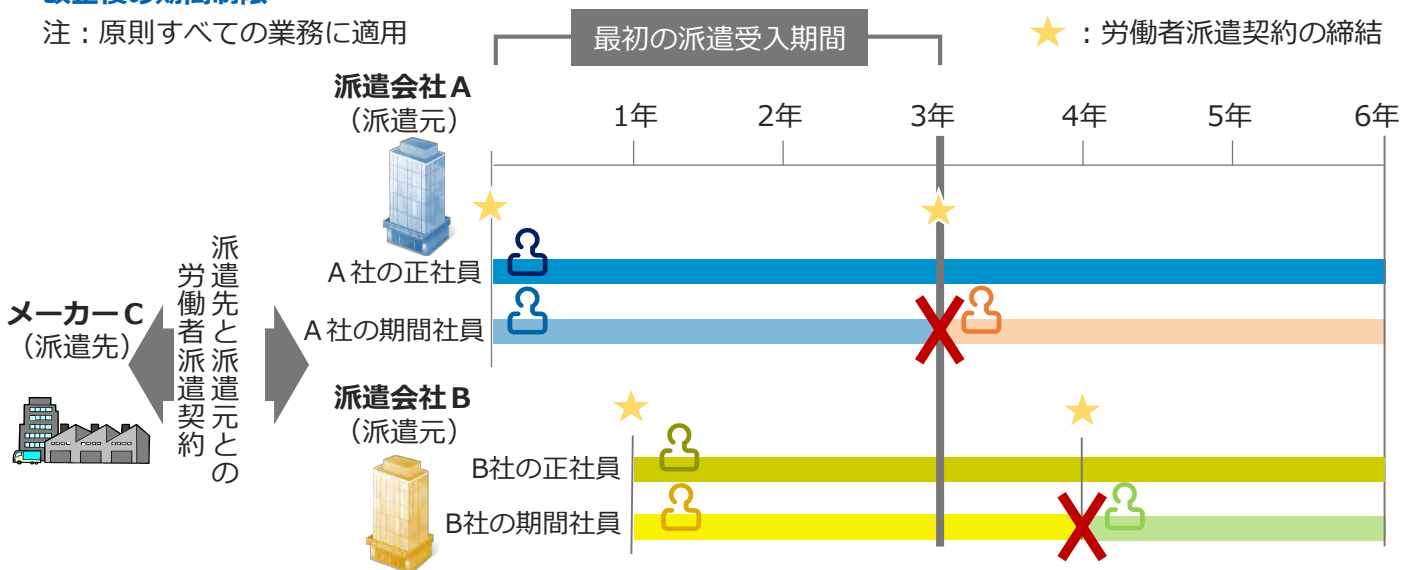 注：原則すべての業務に適用
最初の派遣受入期間
★：労働者派遣契約の締結
派遣会社A
（派遣元）
1年
2年
3年
4年
5年
6年
A社の正社員
A社の期間社員
メーカーC
（派遣先）
派遣先と派遣元との
労働者派遣契約
派遣会社B
（派遣元）
B社の正社員
B社の期間社員